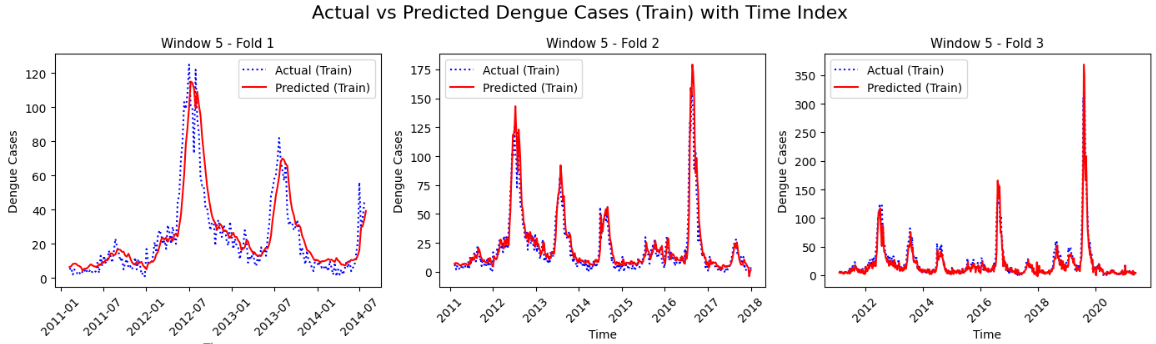 Actual vs Predicted Dengue Cases (Train) with Time Index
Window 5 - Fold 1
Dengue Cases
120
100
80
60
40
20
0
Actual (Train)
Predicted (Train)
2011-01
2011-07
2012-01
2012-07
2013-01
2013-07
2014-01
2014-07
Window 5 - Fold 2
Dengue Cases
175
150
125
100
75
50
25
0
Actual (Train)
Predicted (Train)
2011
2012
2013
2014
2015
2016
2017
2018
Time
Window 5 - Fold 3
Dengue Cases
350
300
250
200
150
100
50
0
Actual (Train)
Predicted (Train)
2012
2014
2016
2018
2020
Time